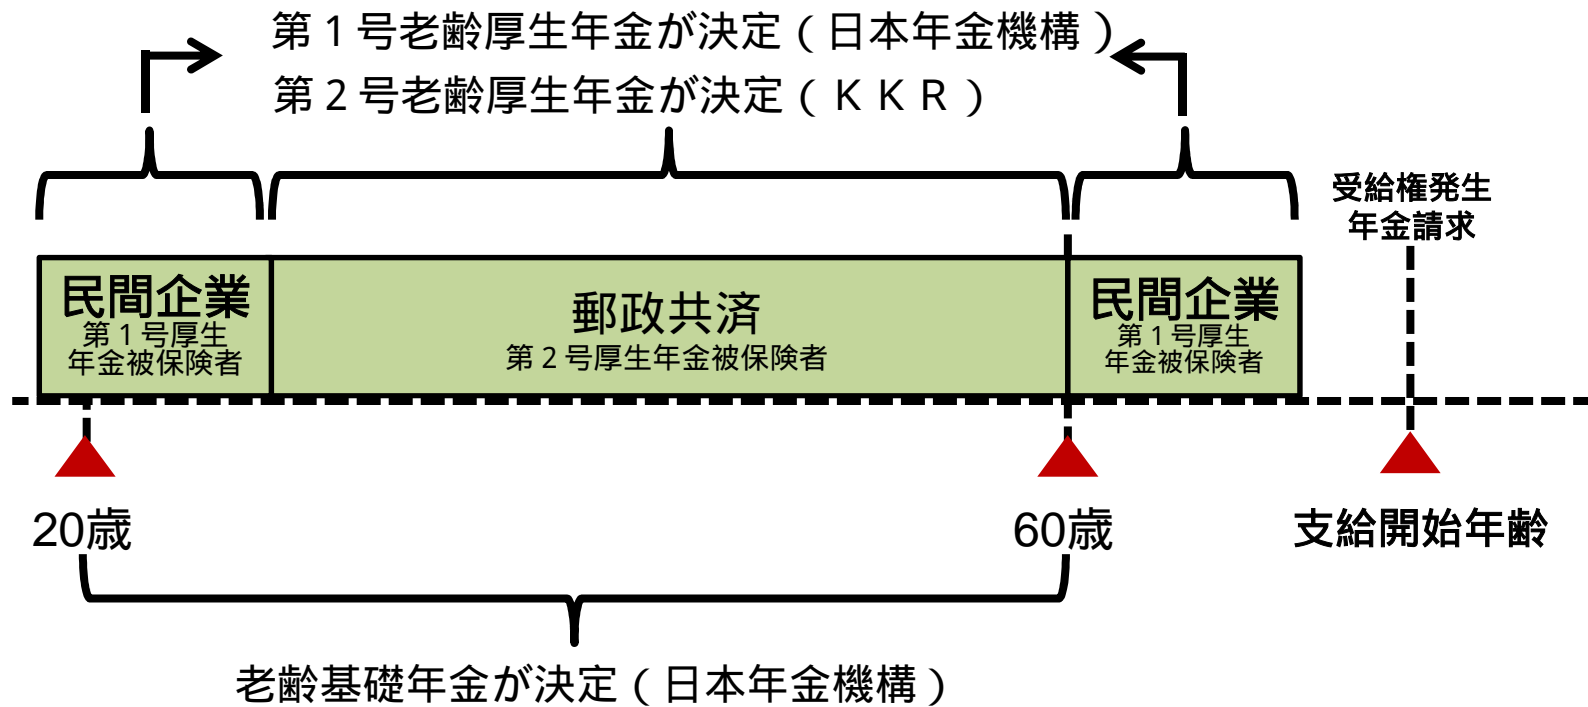 第１号老齢厚生年金が決定（日本年金機構）
第２号老齢厚生年金が決定（ＫＫＲ）
受給権発生
年金請求
民間企業
第１号厚生
年金被保険者
郵政共済
第２号厚生年金被保険者
民間企業
第１号厚生
年金被保険者
20歳
60歳
支給開始年齢
老齢基礎年金が決定（日本年金機構）